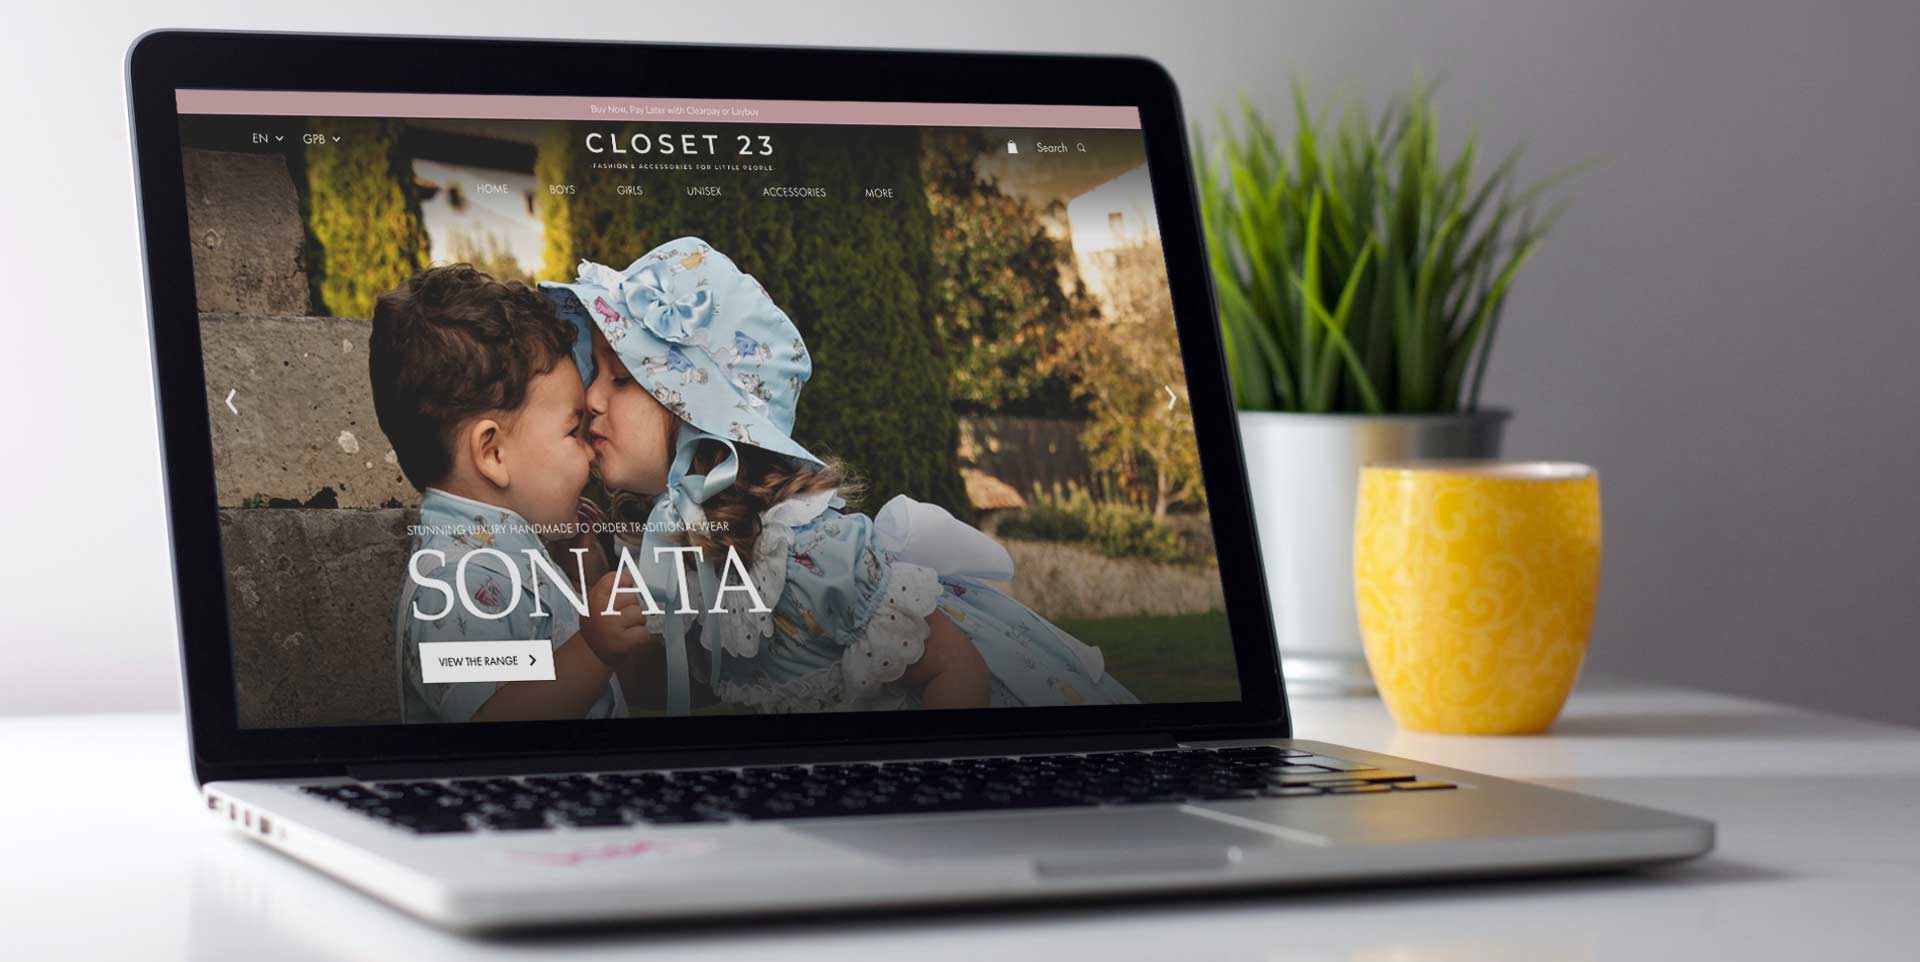 Buy Now, Pay Later with Clearpay or Laybuy
EN GPB
CLOSET 23
Search
FASHION & ACCESSORIES FOR LITTLE PEOPLE
HOME BOYS GIRLS UNISEX ACCESSORIES MORE
STUNNING LUXURY HANDMADE TO ORDER TRADITIONAL WEAR
SONATA
VIEW THE RANGE